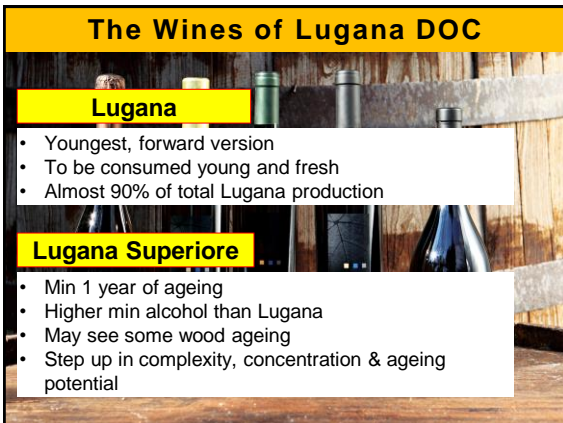 The Wines of Lugana DOC
Lugana
• Youngest, forward version
• To be consumed young and fresh
• Almost 90% of total Lugana production
Lugana Superiore
• Min 1 year of ageing
• Higher min alcohol than Lugana
• May see some wood ageing
• Step up in complexity, concentration & ageing
potential